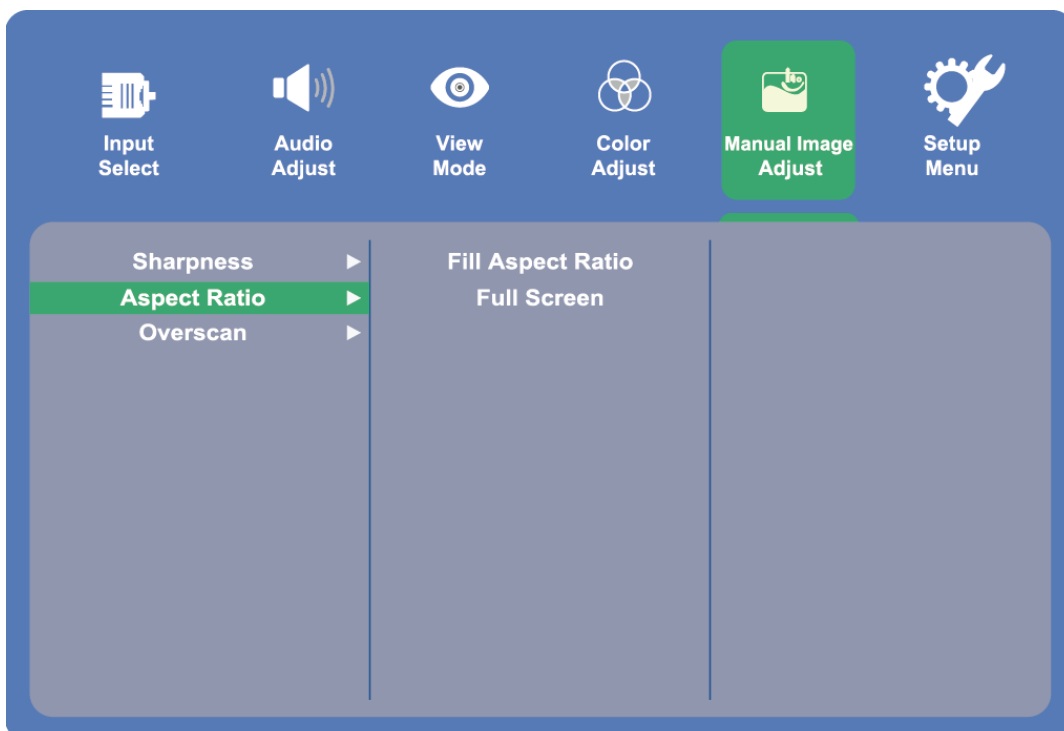 Input
Select
Audio
Adjust
View
Mode
Color
Adjust
Manual Image
Adjust
Setup
Menu
Sharpness
Aspect Ratio
Overscan
Fill Aspect Ratio
Full Screen